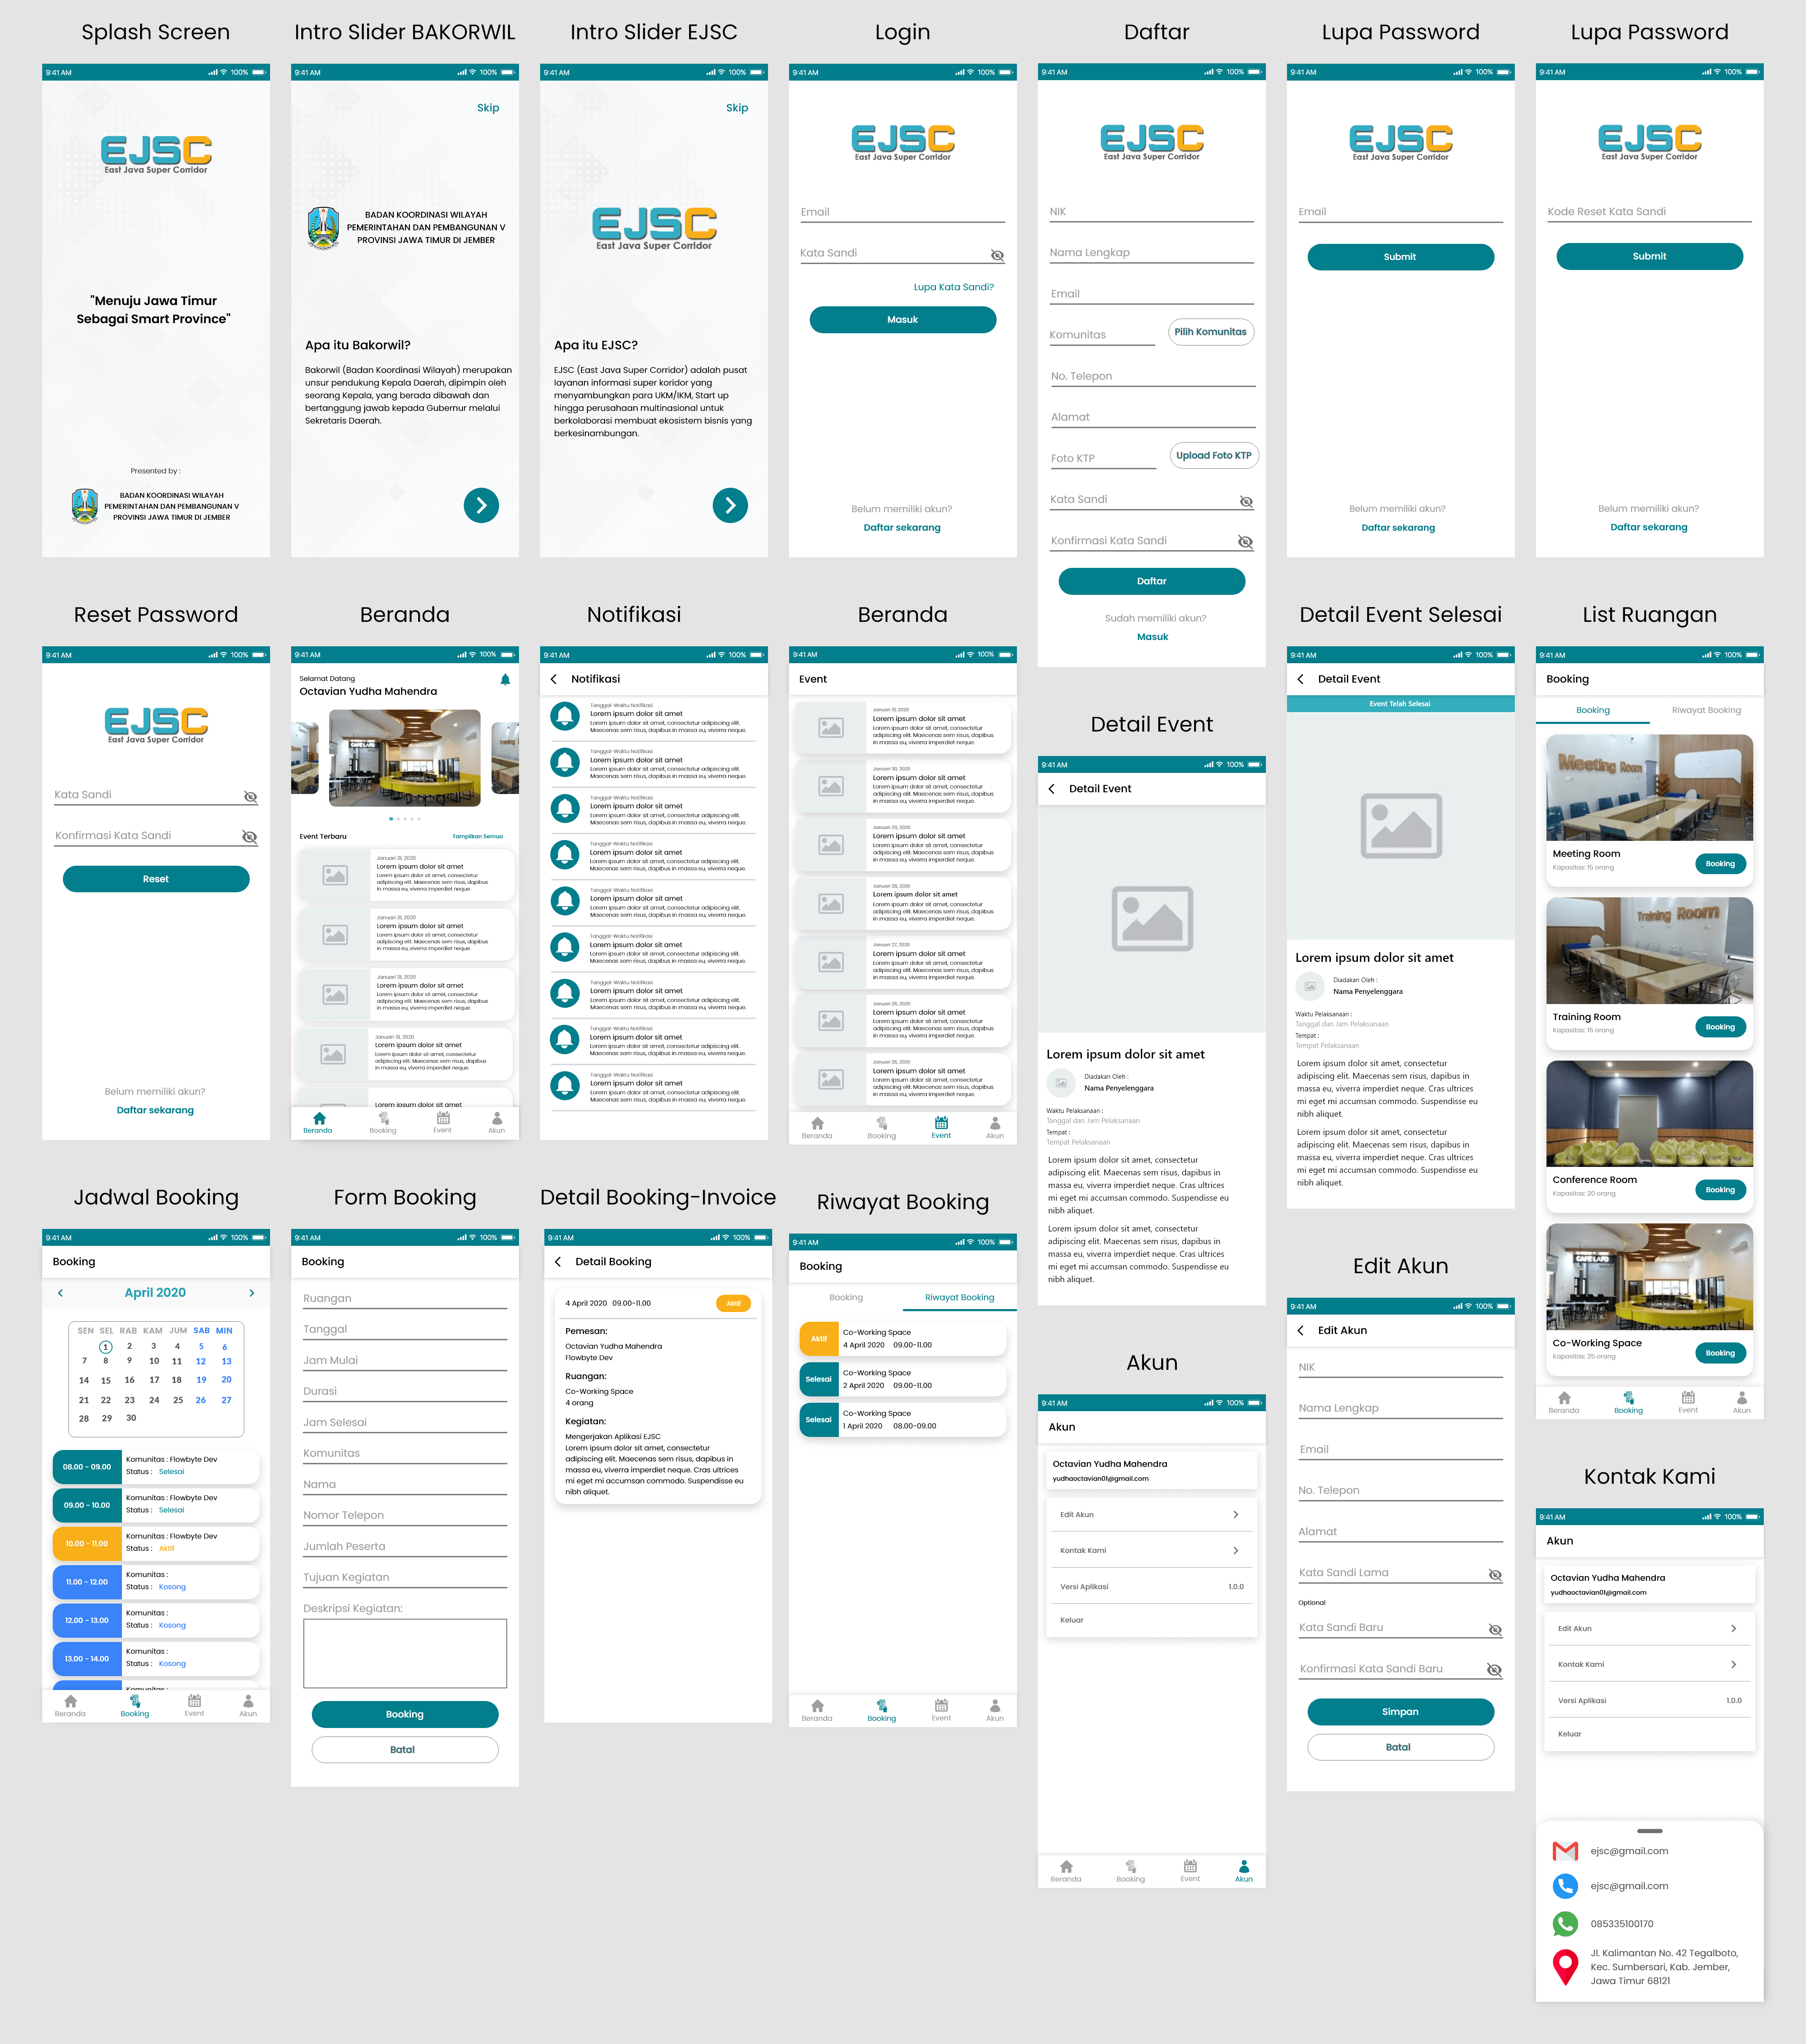 Splash Screen
9:41 AM
100%
EJSC
East Java Super Corridor
"Menuju Jawa Timur
Sebagai Smart Province"
Presented by :
BADAN KOORDINASI WILAYAH
PEMERINTAHAN DAN PEMBANGUNAN V
PROVINSI JAWA TIMUR DI JEMBER
Intro Slider BAKORWIL
9:41 AM
100%
Skip
BADAN KOORDINASI WILAYAH
PEMERINTAHAN DAN PEMBANGUNAN V
PROVINSI JAWA TIMUR DI JEMBER
Apa itu Bakorwil?
Bakorwil (Badan Koordinasi Wilayah) merupakan
unsur pendukung Kepala Daerah, dipimpin oleh
seorang Kepala, yang berada dibawah dan
bertanggung jawab kepada Gubernur melalui
Sekretaris Daerah.
Intro Slider EJSC
9:41 AM
100%
Skip
EJSC
East Java Super Corridor
Apa itu EJSC?
EJSC (East Java Super Corridor) adalah pusat
layanan informasi super koridor yang
menyambungkan para UKM/IKM, Start up
hingga perusahaan multinasional untuk
berkolaborasi membuat ekosistem bisnis yang
berkesinambungan.
Login
9:41 AM
100%
EJSC
East Java Super Corridor
Email
Kata Sandi
Lupa Kata Sandi?
Masuk
Belum memiliki akun?
Daftar sekarang
Daftar
9:41 AM
100%
EJSC
East Java Super Corridor
NIK
Nama Lengkap
Email
Komunitas
Pilih Komunitas
No. Telepon
Alamat
Foto KTP
Upload Foto KTP
Kata Sandi
Konfirmasi Kata Sandi
Daftar
Sudah memiliki akun?
Masuk
Lupa Password
9:41 AM
100%
EJSC
East Java Super Corridor
Email
Submit
Belum memiliki akun?
Daftar sekarang
Lupa Password
9:41 AM
100%
EJSC
East Java Super Corridor
Kode Reset Kata Sandi
Submit
Belum memiliki akun?
Daftar sekarang
Reset Password
9:41 AM
100%
EJSC
East Java Super Corridor
Kata Sandi
Konfirmasi Kata Sandi
Reset
Belum memiliki akun?
Daftar sekarang
Beranda
9:41 AM
100%
Selamat Datang
Octavian Yudha Mahendra
Event Terbaru
Tampilkan Semua
Januari 31, 2020
Lorem ipsum dolor sit amet
Lorem ipsum dolor sit amet, consectetur
adipiscing elit. Maecenas sem risus, dapibus
in massa eu, viverra imperdiet neque.
Januari 31, 2020
Lorem ipsum dolor sit amet
Lorem ipsum dolor sit amet, consectetur
adipiscing elit. Maecenas sem risus, dapibus
in massa eu, viverra imperdiet neque.
Januari 31, 2020
Lorem ipsum dolor sit amet
Lorem ipsum dolor sit amet, consectetur
adipiscing elit. Maecenas sem risus, dapibus
in massa eu, viverra imperdiet neque.
Januari 31, 2020
Lorem ipsum dolor sit amet
Lorem ipsum dolor sit amet, consectetur
adipiscing elit. Maecenas sem risus, dapibus
in massa eu, viverra imperdiet neque.
Lorem ipsum dolor sit amet
Beranda
Booking
Event
Akun
Notifikasi
9:41 AM
100%
Notifikasi
Tanggal-Waktu Notifikasi
Lorem ipsum dolor sit amet
Lorem ipsum dolor sit amet, consectetur adipiscing elit.
Maecenas sem risus, dapibus in massa eu, viverra neque.
Tanggal-Waktu Notifikasi
Lorem ipsum dolor sit amet
Lorem ipsum dolor sit amet, consectetur adipiscing elit.
Maecenas sem risus, dapibus in massa eu, viverra neque.
Tanggal-Waktu Notifikasi
Lorem ipsum dolor sit amet
Lorem ipsum dolor sit amet, consectetur adipiscing elit.
Maecenas sem risus, dapibus in massa eu, viverra neque.
Tanggal-Waktu Notifikasi
Lorem ipsum dolor sit amet
Lorem ipsum dolor sit amet, consectetur adipiscing elit.
Maecenas sem risus, dapibus in massa eu, viverra neque.
Tanggal-Waktu Notifikasi
Lorem ipsum dolor sit amet
Lorem ipsum dolor sit amet, consectetur adipiscing elit.
Maecenas sem risus, dapibus in massa eu, viverra neque.
Tanggal-Waktu Notifikasi
Lorem ipsum dolor sit amet
Lorem ipsum dolor sit amet, consectetur adipiscing elit.
Maecenas sem risus, dapibus in massa eu, viverra neque.
Tanggal-Waktu Notifikasi
Lorem ipsum dolor sit amet
Lorem ipsum dolor sit amet, consectetur adipiscing elit.
Maecenas sem risus, dapibus in massa eu, viverra neque.
Tanggal-Waktu Notifikasi
Lorem ipsum dolor sit amet
Lorem ipsum dolor sit amet, consectetur adipiscing elit.
Maecenas sem risus, dapibus in massa eu, viverra neque.
Tanggal-Waktu Notifikasi
Lorem ipsum dolor sit amet
Lorem ipsum dolor sit amet, consectetur adipiscing elit.
Maecenas sem risus, dapibus in massa eu, viverra neque.
Beranda
9:41 AM
100%
Event
Januari 31, 2020
Lorem ipsum dolor sit amet
Lorem ipsum dolor sit amet, consectetur
adipiscing elit. Maecenas sem risus, dapibus
in massa eu, viverra imperdiet neque.
Januari 30, 2020
Lorem ipsum dolor sit amet
Lorem ipsum dolor sit amet, consectetur
adipiscing elit. Maecenas sem risus, dapibus
in massa eu, viverra imperdiet neque.
Januari 29, 2020
Lorem ipsum dolor sit amet
Lorem ipsum dolor sit amet, consectetur
adipiscing elit. Maecenas sem risus, dapibus
in massa eu, viverra imperdiet neque.
Januari 28, 2020
Lorem ipsum dolor sit amet
Lorem ipsum dolor sit amet, consectetur
adipiscing elit. Maecenas sem risus, dapibus
in massa eu, viverra imperdiet neque.
Januari 27, 2020
Lorem ipsum dolor sit amet
Lorem ipsum dolor sit amet, consectetur
adipiscing elit. Maecenas sem risus, dapibus
in massa eu, viverra imperdiet neque.
Januari 26, 2020
Lorem ipsum dolor sit amet
Lorem ipsum dolor sit amet, consectetur
adipiscing elit. Maecenas sem risus, dapibus
in massa eu, viverra imperdiet neque.
Januari 25, 2020
Lorem ipsum dolor sit amet
Lorem ipsum dolor sit amet, consectetur
adipiscing elit. Maecenas sem risus, dapibus
in massa eu, viverra imperdiet neque.
Beranda
Booking
Event
Akun
Detail Event
9:41 AM
100%
Detail Event
Lorem ipsum dolor sit amet
Diadakan Oleh :
Nama Penyelenggara
Waktu Pelaksanaan :
Tanggal dan Jam Pelaksanaan
Tempat :
Tempat Pelaksanaan
Lorem ipsum dolor sit amet, consectetur
adipiscing elit. Maecenas sem risus, dapibus in
massa eu, viverra imperdiet neque. Cras ultrices
mi eget mi accumsan commodo. Suspendisse eu
nibh aliquet.
Lorem ipsum dolor sit amet, consectetur
adipiscing elit. Maecenas sem risus, dapibus in
massa eu, viverra imperdiet neque. Cras ultrices
mi eget mi accumsan commodo. Suspendisse eu
nibh aliquet.
Detail Event Selesai
9:41 AM
100%
Detail Event
Event Telah Selesai
Lorem ipsum dolor sit amet
Diadakan Oleh :
Nama Penyelenggara
Waktu Pelaksanaan :
Tanggal dan Jam Pelaksanaan
Tempat :
Tempat Pelaksanaan
Lorem ipsum dolor sit amet, consectetur
adipiscing elit. Maecenas sem risus, dapibus in
massa eu, viverra imperdiet neque. Cras ultrices
mi eget mi accumsan commodo. Suspendisse eu
nibh aliquet.
Lorem ipsum dolor sit amet, consectetur
adipiscing elit. Maecenas sem risus, dapibus in
massa eu, viverra imperdiet neque. Cras ultrices
mi eget mi accumsan commodo. Suspendisse eu
nibh aliquet.
List Ruangan
9:41 AM
100%
Booking
Booking
Riwayat Booking
Meeting Room
Meeting Room
Kapasitas: 15 orang
Booking
Training Room
Training Room
Kapasitas: 15 orang
Booking
Conference Room
Kapasitas: 20 orang
Booking
Co-Working Space
Kapasitas: 25 orang
Booking
Beranda
Booking
Event
Akun
Jadwal Booking
9:41 AM
100%
Booking
April 2020
SEN SEL RAB KAM JUM SAB MIN
1 2 3 4 5 6
7 8 9 10 11 12 13
14 15 16 17 18 19 20
21 22 23 24 25 26 27
28 29 30
08.00 - 09.00
Komunitas : Flowbyte Dev
Status : Selesai
09.00 - 10.00
Komunitas : Flowbyte Dev
Status : Selesai
10.00 - 11.00
Komunitas : Flowbyte Dev
Status : Aktif
11.00 - 12.00
Komunitas :
Status : Kosong
12.00 - 13.00
Komunitas :
Status : Kosong
13.00 - 14.00
Komunitas :
Status : Kosong
Komunitas :
Beranda
Booking
Event
Akun
Form Booking
9:41 AM
100%
Booking
Ruangan
Tanggal
Jam Mulai
Durasi
Jam Selesai
Komunitas
Nama
Nomor Telepon
Jumlah Peserta
Tujuan Kegiatan
Deskripsi Kegiatan:
Booking
Batal
Detail Booking-Invoice
9:41 AM
100%
Detail Booking
4 April 2020 09.00-11.00
Aktif
Pemesan:
Octavian Yudha Mahendra
Flowbyte Dev
Ruangan:
Co-Working Space
4 orang
Kegiatan:
Mengerjakan Aplikasi EJSC
Lorem ipsum dolor sit amet, consectetur
adipiscing elit. Maecenas sem risus, dapibus in
massa eu, viverra imperdiet neque. Cras ultrices
mi eget mi accumsan commodo. Suspendisse eu
nibh aliquet.
Riwayat Booking
9:41 AM
100%
Booking
Booking
Riwayat Booking
Aktif
Co-Working Space
4 April 2020 09.00-11.00
Selesai
Co-Working Space
2 April 2020 09.00-11.00
Selesai
Co-Working Space
1 April 2020 08.00-09.00
Beranda
Booking
Event
Akun
Akun
9:41 AM
100%
Akun
Octavian Yudha Mahendra
yudhaoctavian01@gmail.com
Edit Akun
Kontak Kami
Versi Aplikasi
1.0.0
Keluar
Beranda
Booking
Event
Akun
Edit Akun
9:41 AM
100%
Edit Akun
NIK
Nama Lengkap
Email
No. Telepon
Alamat
Kata Sandi Lama
Optional
Kata Sandi Baru
Konfirmasi Kata Sandi Baru
Simpan
Batal
Kontak Kami
9:41 AM
100%
Akun
Octavian Yudha Mahendra
yudhaoctavian01@gmail.com
Edit Akun
Kontak Kami
Versi Aplikasi
1.0.0
Keluar
ejsc@gmail.com
ejsc@gmail.com
085335100170
Jl. Kalimantan No. 42 Tegalboto,
Kec. Sumbersari, Kab. Jember,
Jawa Timur 68121